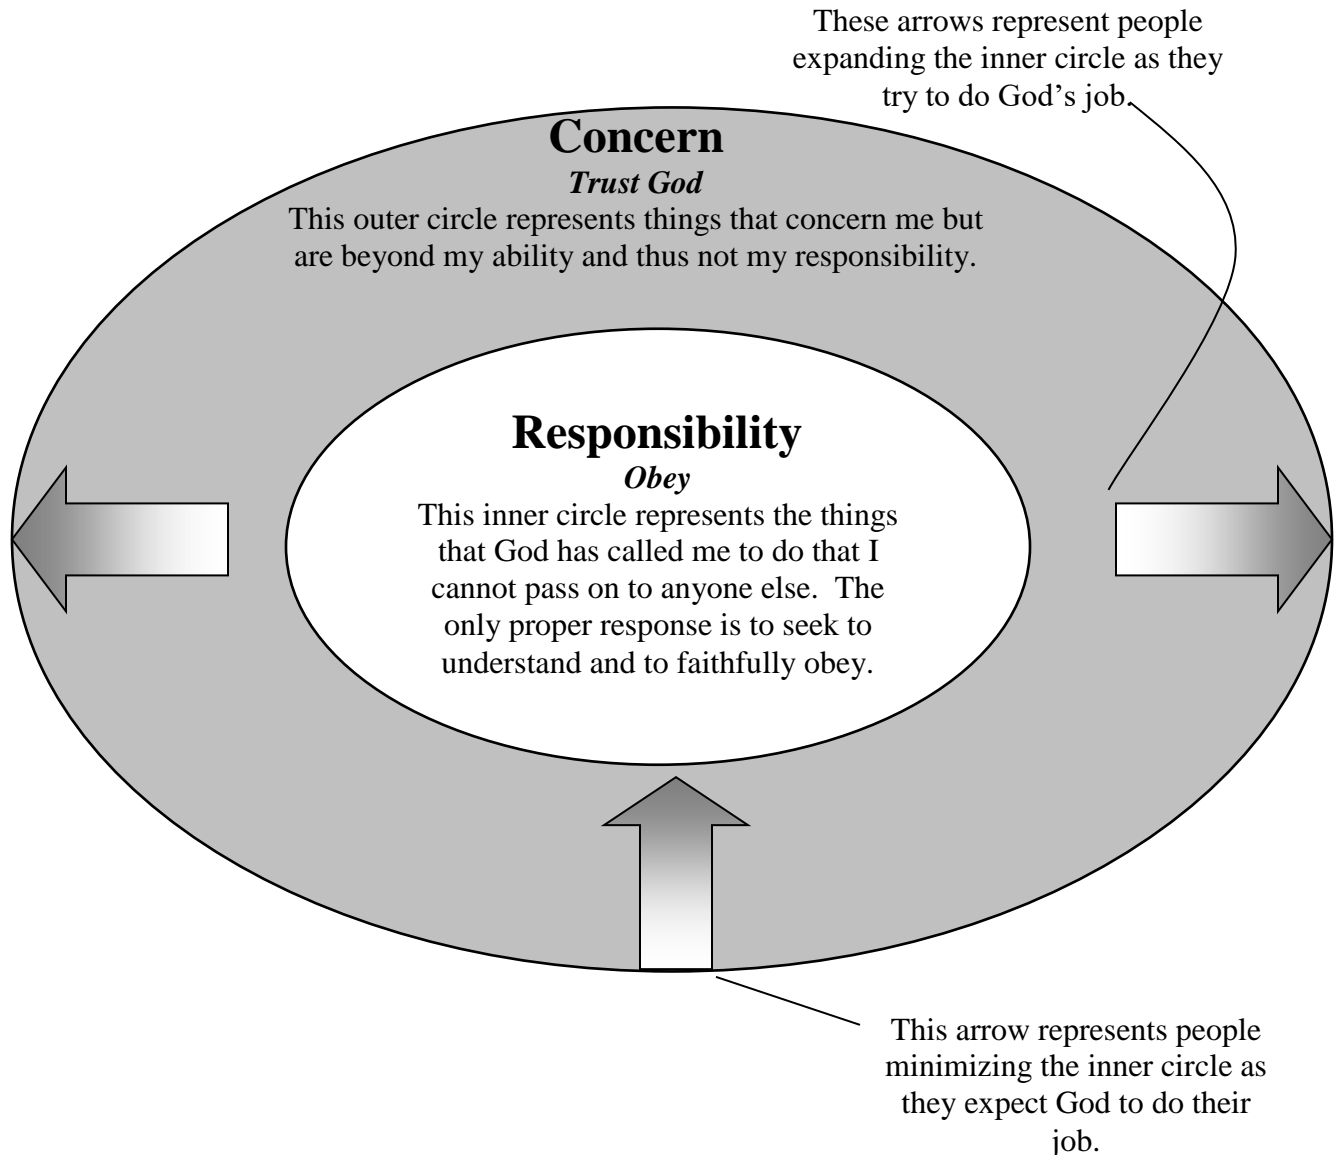 These arrows represent people
expanding the inner circle as they
try to do God’s job.
Concern
Trust God
This outer circle represents things that concern me but
are beyond my ability and thus not my responsibility.
Responsibility
Obey
This inner circle represents the things
that God has called me to do that I
cannot pass on to anyone else.  The
only proper response is to seek to
understand and to faithfully obey.
This arrow represents people
minimizing the inner circle as
they expect God to do their
job.